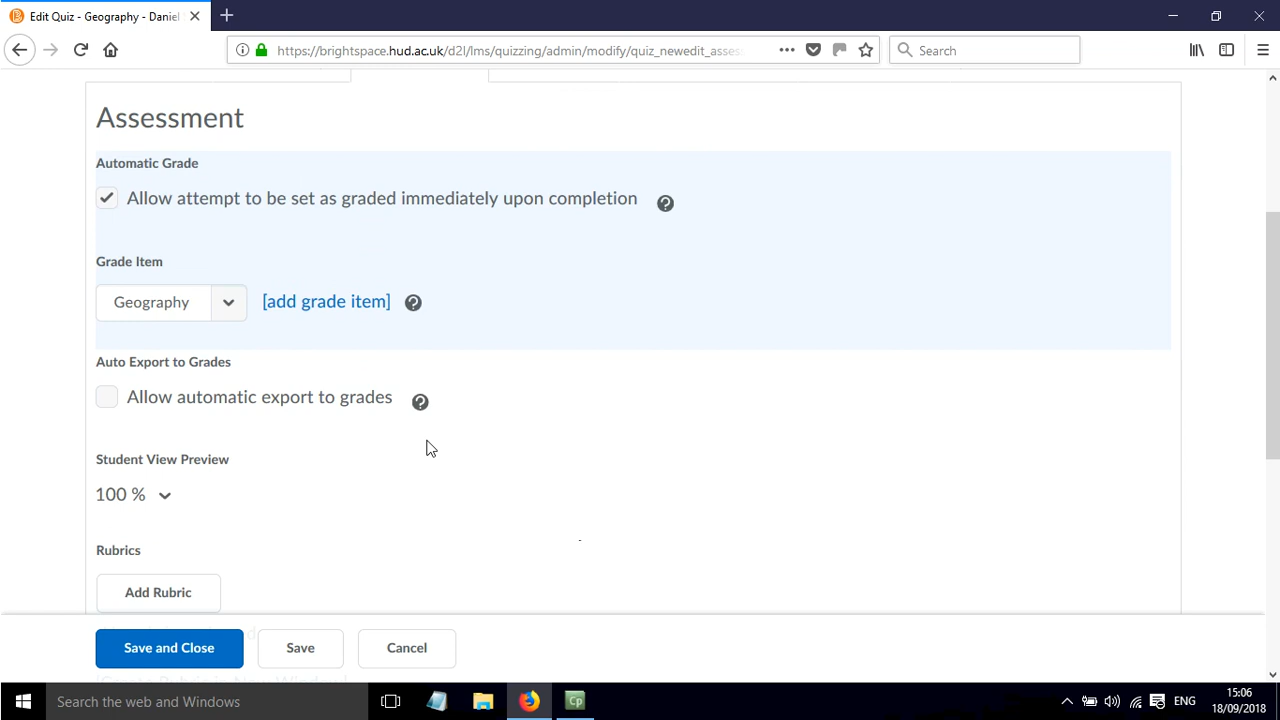 Edit Quiz - Geography - Daniel
https://brightspace.hud.ac.uk/d2l/lms/quizzing/admin/modify/quiz_newedit_asses
Search
Assessment
Automatic Grade
Allow attempt to be set as graded immediately upon completion
Grade Item
Geography
[add grade item]
Auto Export to Grades
Allow automatic export to grades
Student View Preview
100 %
Rubrics
Add Rubric
Save and Close
Save
Cancel
Search the web and Windows
Cp
ENG
15:06
18/09/2018